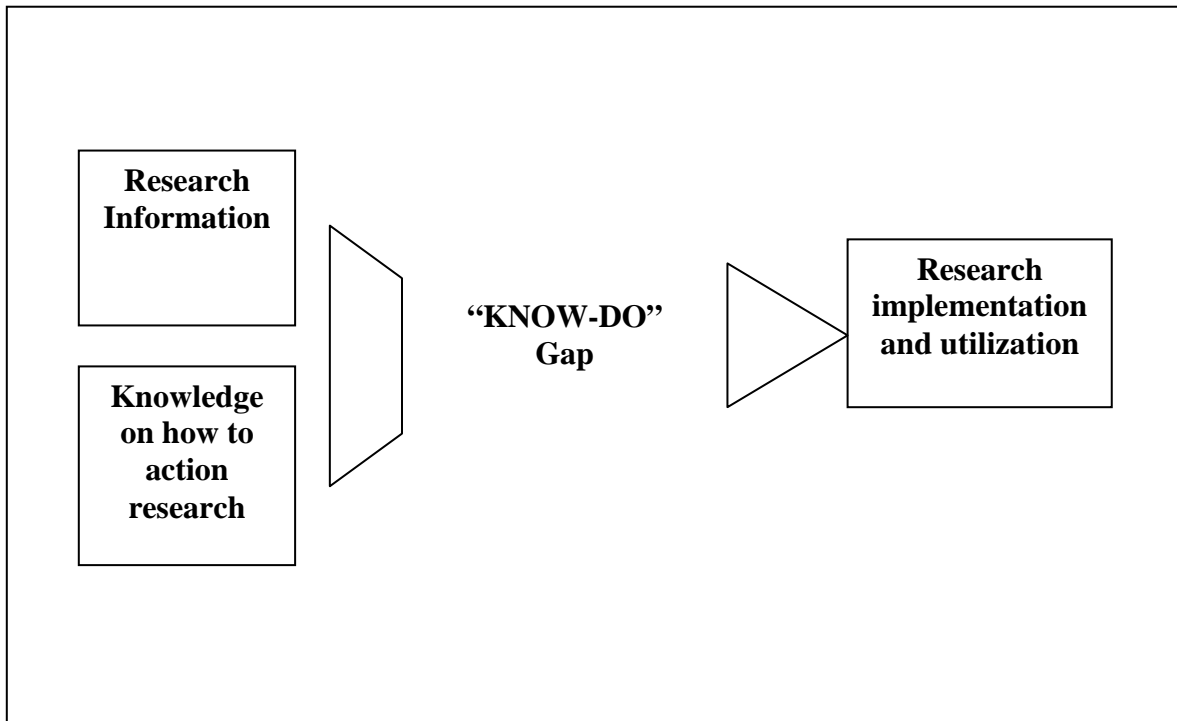 Research
Information
Knowledge
on how to
action
research
“KNOW-DO”
Gap
Research
implementation
and utilization